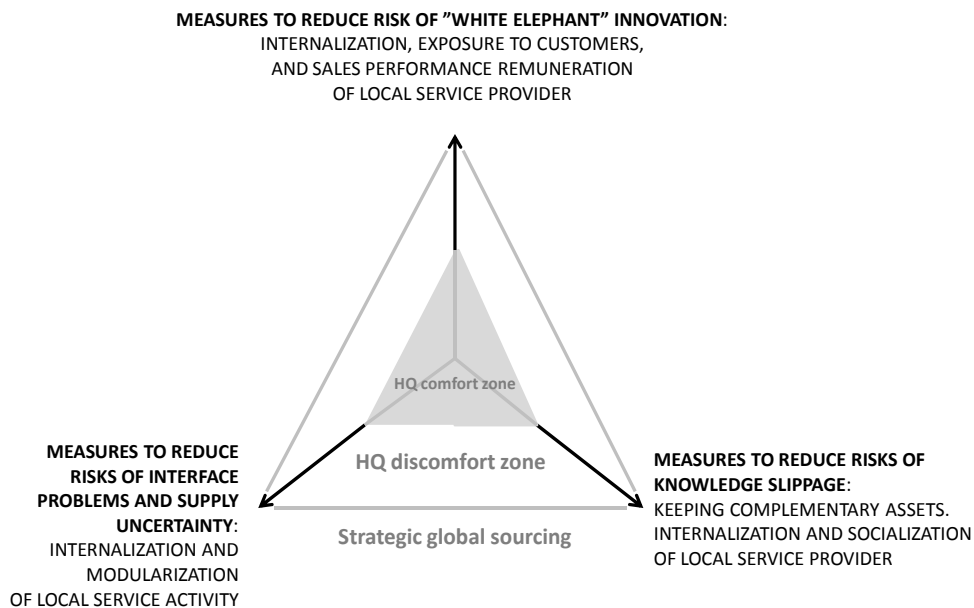 MEASURES TO REDUCE RISK OF ”WHITE ELEPHANT” INNOVATION:
INTERNALIZATION, EXPOSURE TO CUSTOMERS,
AND SALES PERFORMANCE REMUNERATION
OF LOCAL SERVICE PROVIDER
HQ comfort zone
HQ discomfort zone
Strategic global sourcing
MEASURES TO REDUCE
RISKS OF INTERFACE
PROBLEMS AND SUPPLY
UNCERTAINTY:
INTERNALIZATION AND
MODULARIZATION
OF LOCAL SERVICE ACTIVITY
MEASURES TO REDUCE RISKS OF
KNOWLEDGE SLIPPAGE:
KEEPING COMPLEMENTARY ASSETS.
INTERNALIZATION AND SOCIALIZATION
OF LOCAL SERVICE PROVIDER